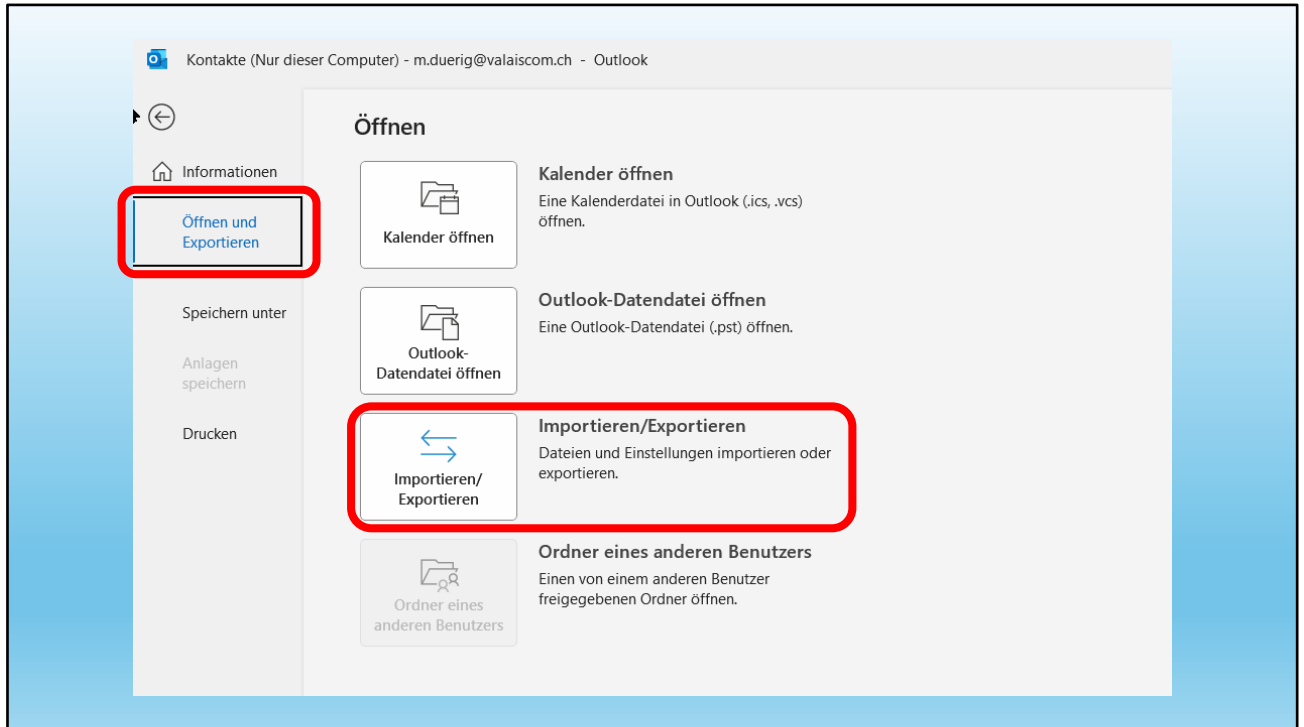 Kontakte (Nur dieser Computer) - m.duerig@valaiscom.ch - Outlook
Informationen
Öffnen und
Exportieren
Speichern unter
Anlagen
speichern
Drucken
Öffnen
Kalender öffnen
Kalender öffnen
Eine Kalenderdatei in Outlook (.ics, .vcs)
öffnen.
Outlook-
Datendatei öffnen
Outlook-Datendatei öffnen
Eine Outlook-Datendatei (.pst) öffnen.
Importieren/
Exportieren
Importieren/Exportieren
Dateien und Einstellungen importieren oder
exportieren.
Ordner eines
anderen Benutzers
Ordner eines anderen Benutzers
Einen von einem anderen Benutzer
freigegebenen Ordner öffnen.